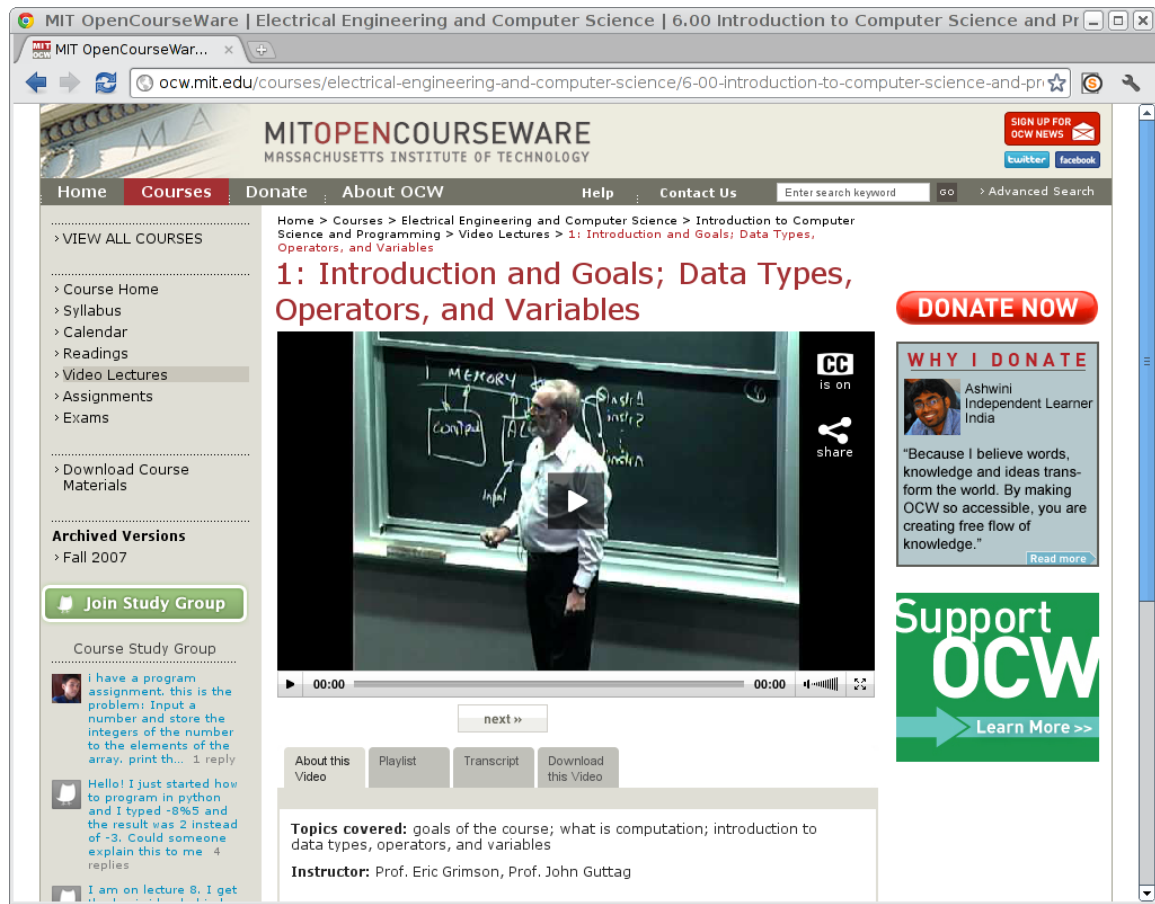 MIT OpenCourseWare | Electrical Engineering and Computer Science | 6.00 Introduction to Computer Science and Pr
MIT OpenCourseWar...
ocw.mit.edu/courses/electrical-engineering-and-computer-science/6-00-introduction-to-computer-science-and-pr
MITOPENCOURSEWARE
MASSACHUSETTS INSTITUTE OF TECHNOLOGY
SIGN UP FOR
OCW NEWS
twitter facebook
Home Courses Donate About OCW Help Contact Us Enter search keyword GO › Advanced Search
› VIEW ALL COURSES
› Course Home
› Syllabus
› Calendar
› Readings
› Video Lectures
› Assignments
› Exams
› Download Course
Materials
Archived Versions
› Fall 2007
Join Study Group
Course Study Group
i have a program
assignment. this is the
problem: Input a
number and store the
integers of the number
to the elements of the
array. print th... 1 reply
Hello! I just started how
to program in python
and I typed -8%5 and
the result was 2 instead
of -3. Could someone
explain this to me 4
replies
I am on lecture 8. I get
Home > Courses > Electrical Engineering and Computer Science > Introduction to Computer
Science and Programming > Video Lectures > 1: Introduction and Goals; Data Types,
Operators, and Variables
1: Introduction and Goals; Data Types,
Operators, and Variables
MEMORY
Instr1
instr2
instrN
Input
CC
is on
share
00:00 00:00
next »
About this
Video
Playlist
Transcript
Download
this Video
Topics covered: goals of the course; what is computation; introduction to
data types, operators, and variables
Instructor: Prof. Eric Grimson, Prof. John Guttag
DONATE NOW
WHY I DONATE
Ashwini
Independent Learner
India
“Because I believe words,
knowledge and ideas trans-
form the world. By making
OCW so accessible, you are
creating free flow of
knowledge.”
Read more
Support
OCW
Learn More >>